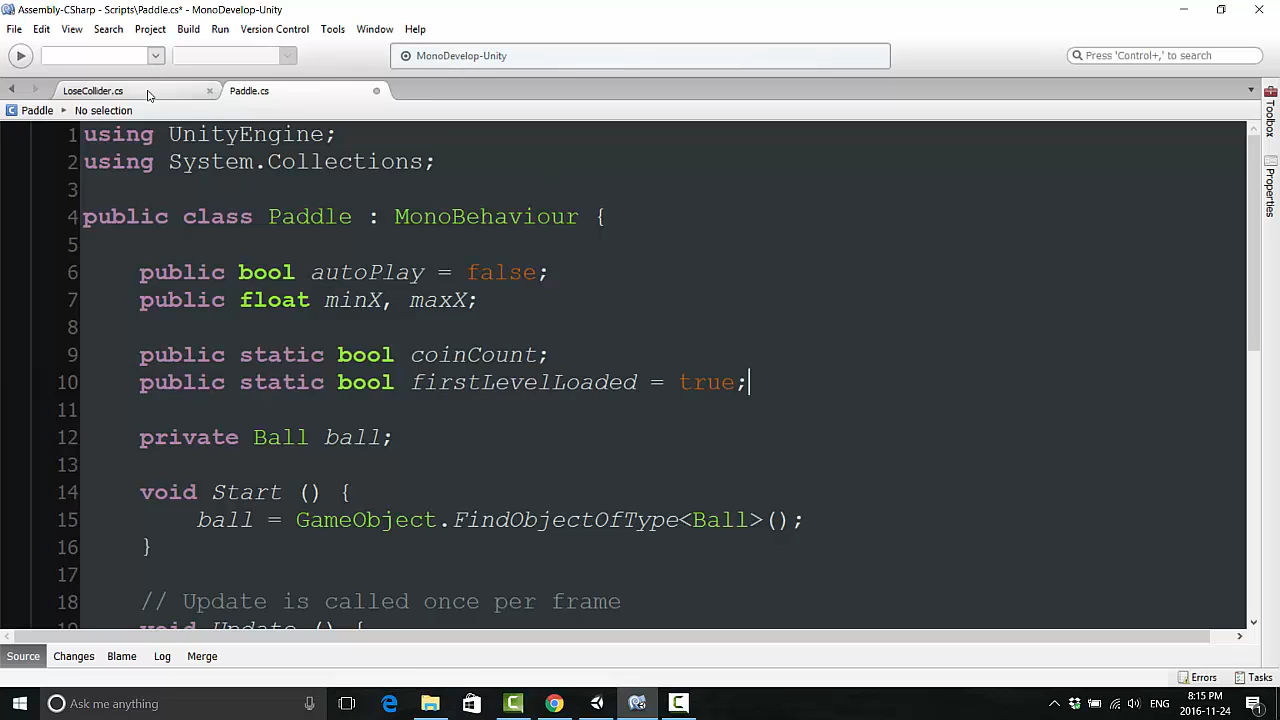 Assembly-CSharp - Scripts\Paddle.cs* - MonoDevelop-Unity
File Edit View Search Project Build Run Version Control Tools Window Help
MonoDevelop-Unity
Press 'Control+,' to search
LoseCollider.cs Paddle.cs
Paddle No selection
1 using UnityEngine;
2 using System.Collections;
3
4 public class Paddle : MonoBehaviour {
5
6 public bool autoPlay = false;
7 public float minX, maxX;
8
9 public static bool coinCount;
10 public static bool firstLevelLoaded = true;
11
12 private Ball ball;
13
14 void Start () {
15 ball = GameObject.FindObjectOfType<Ball>();
16 }
17
18 // Update is called once per frame
19 void Update () {
Toolbox
Properties
Source Changes Blame Log Merge
Errors Tasks
Ask me anything
ENG
8:15 PM
2016-11-24